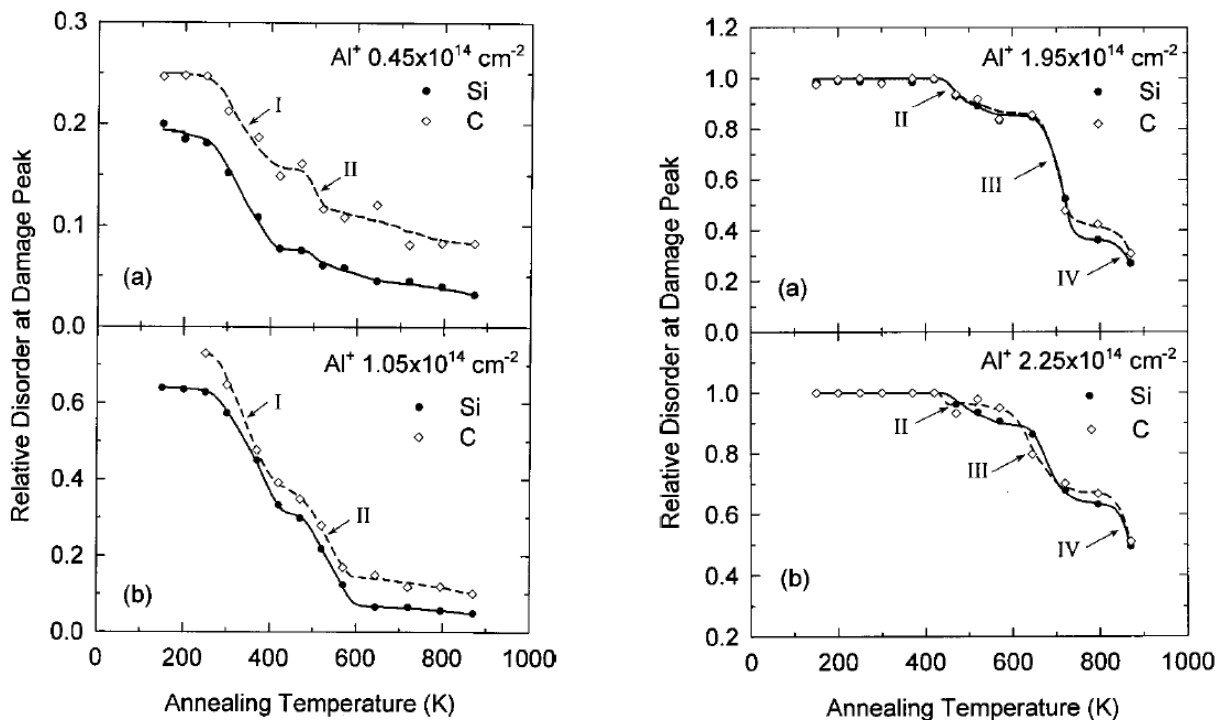 Relative Disorder at Damage Peak
0.3
0.2
0.1
0.0
Al⁺ 0.45x10¹⁴ cm⁻²
Si
C
I
II
(a)
0.6
0.4
0.2
0.0
Al⁺ 1.05x10¹⁴ cm⁻²
Si
C
I
II
(b)
0 200 400 600 800 1000
Annealing Temperature (K)
Relative Disorder at Damage Peak
1.0
0.8
0.6
0.4
0.2
0.0
Al⁺ 1.95x10¹⁴ cm⁻²
Si
C
II
III
IV
(a)
1.0
0.8
0.6
0.4
0.2
Al⁺ 2.25x10¹⁴ cm⁻²
Si
C
II
III
IV
(b)
0 200 400 600 800 1000
Annealing Temperature (K)